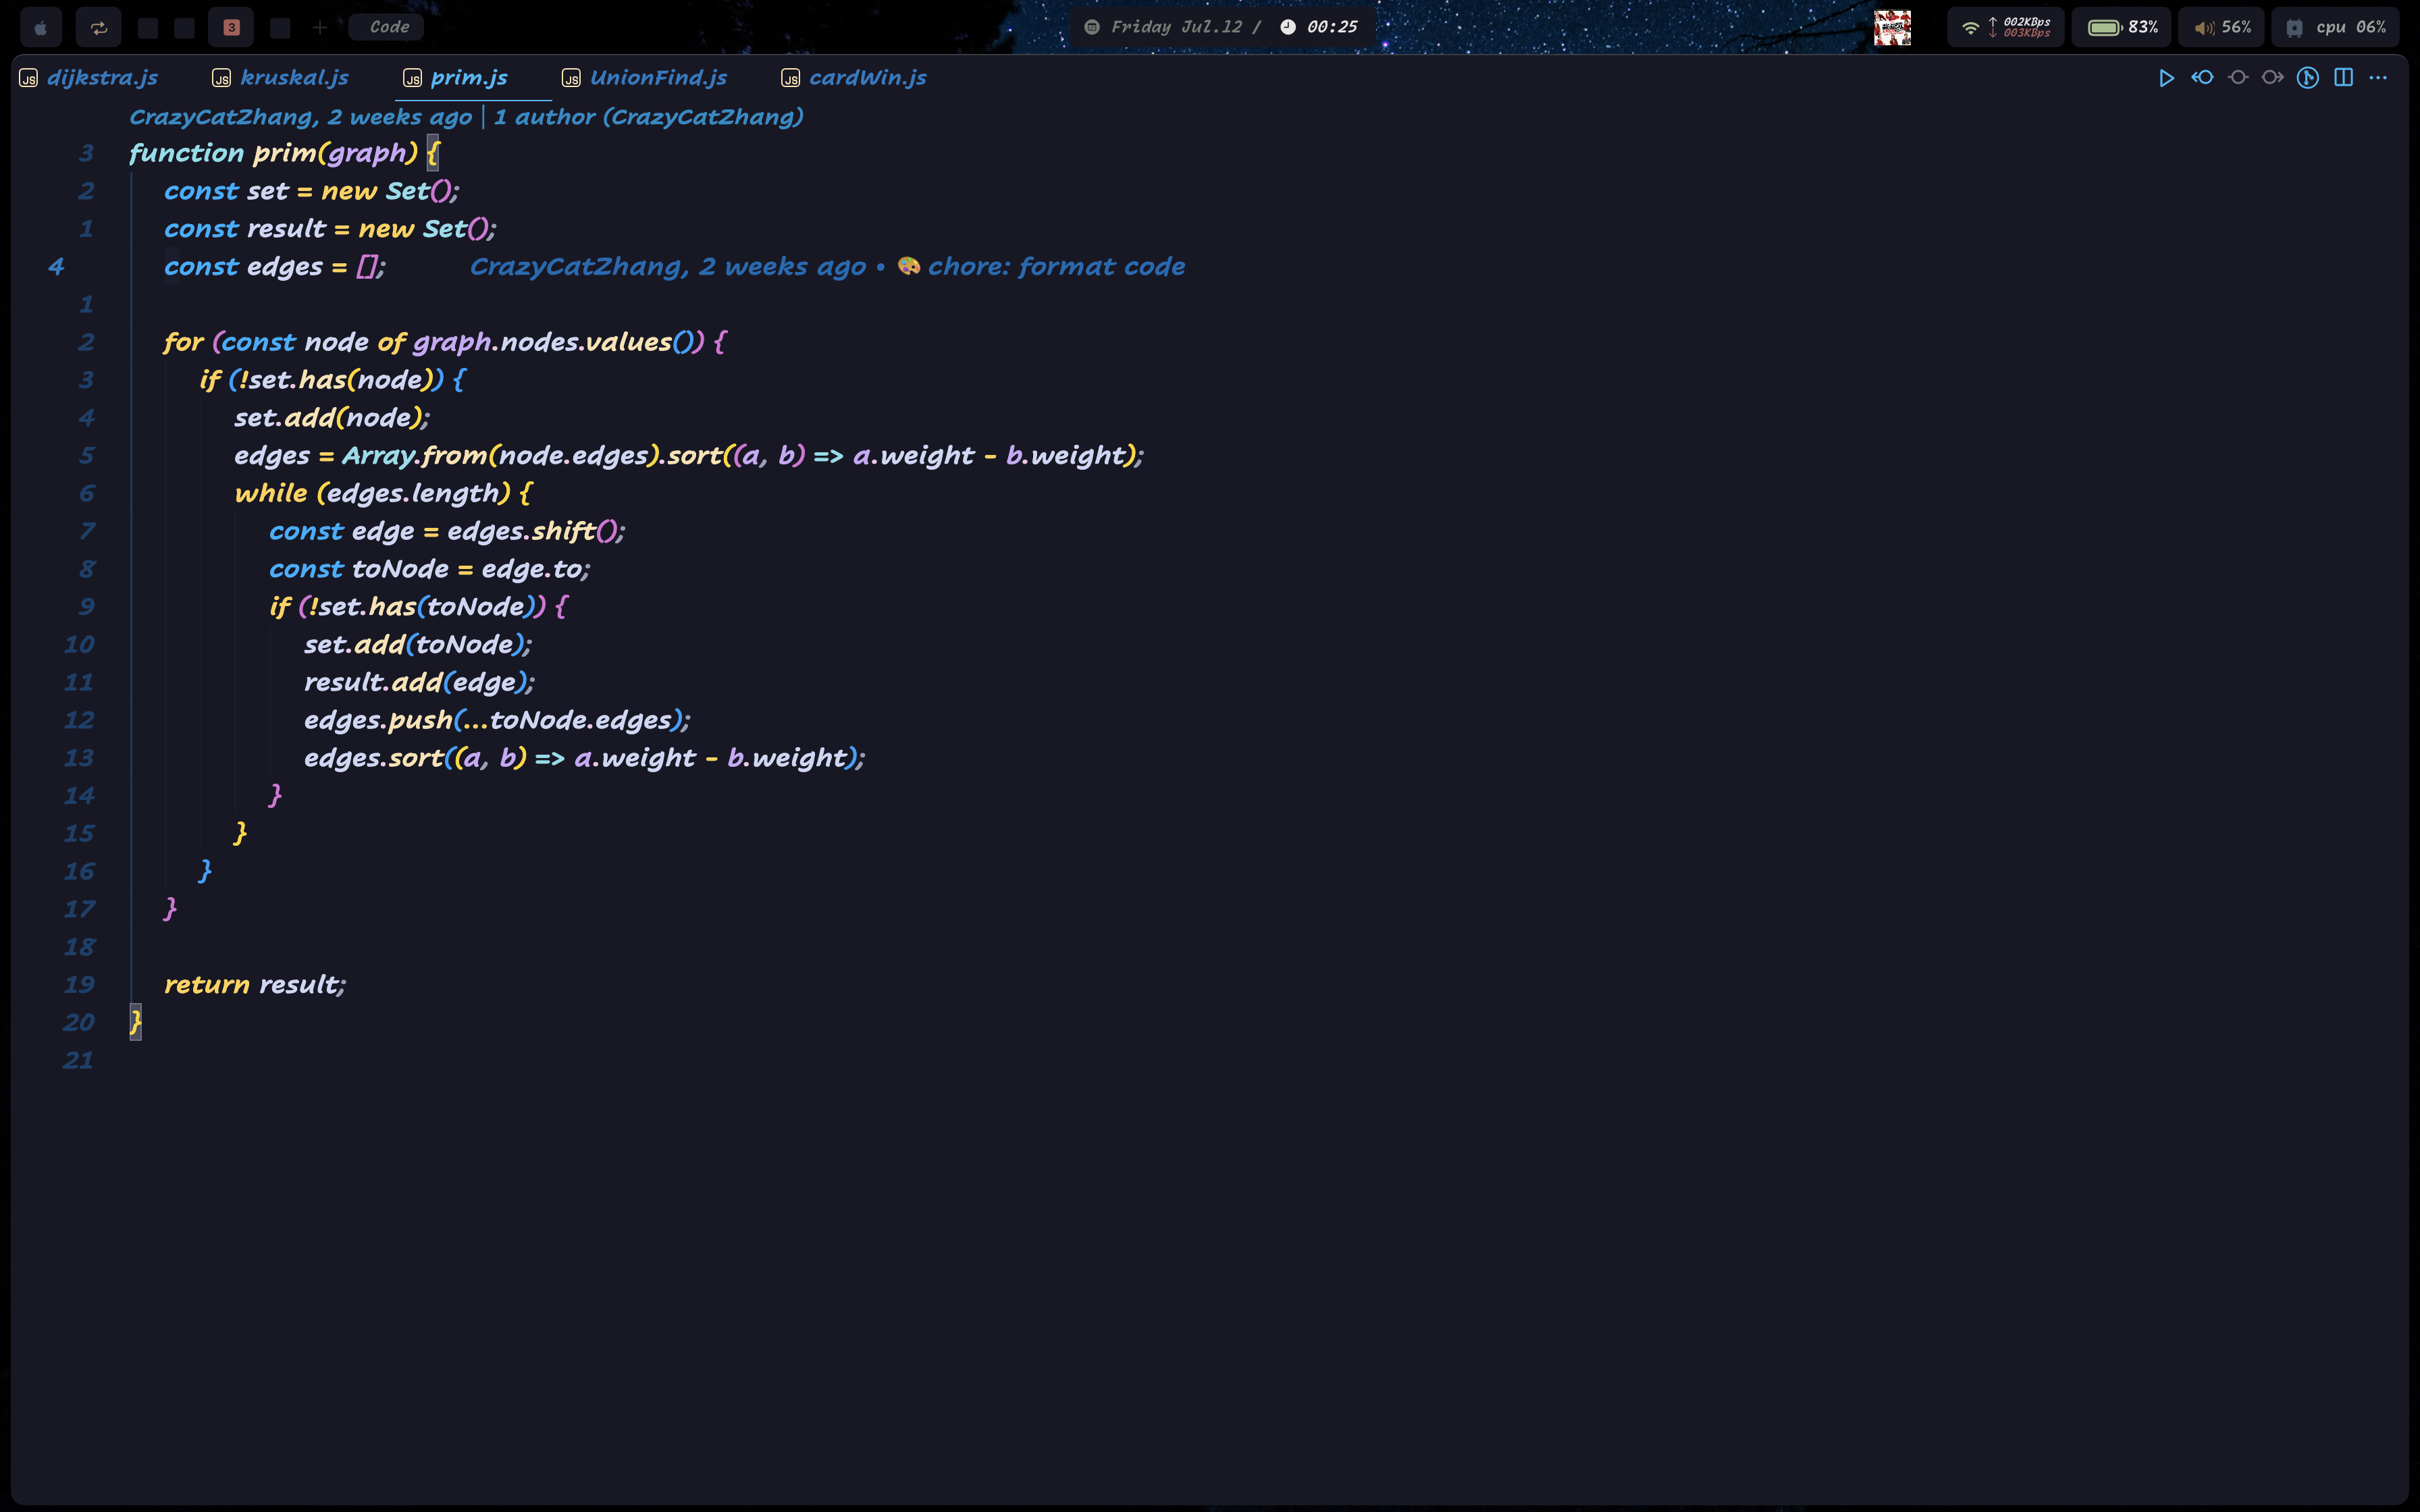 3 + Code Friday Jul.12 / 00:25 002KBps 83% 56% cpu 06%
003KBps
JS dijkstra.js JS kruskal.js JS prim.js JS UnionFind.js JS cardWin.js
CrazyCatZhang, 2 weeks ago | 1 author (CrazyCatZhang)
3 function prim(graph) {
2 const set = new Set();
1 const result = new Set();
4 const edges = []; CrazyCatZhang, 2 weeks ago • 🎨 chore: format code
1
2 for (const node of graph.nodes.values()) {
3 if (!set.has(node)) {
4 set.add(node);
5 edges = Array.from(node.edges).sort((a, b) => a.weight - b.weight);
6 while (edges.length) {
7 const edge = edges.shift();
8 const toNode = edge.to;
9 if (!set.has(toNode)) {
10 set.add(toNode);
11 result.add(edge);
12 edges.push(...toNode.edges);
13 edges.sort((a, b) => a.weight - b.weight);
14 }
15 }
16 }
17 }
18
19 return result;
20 }
21